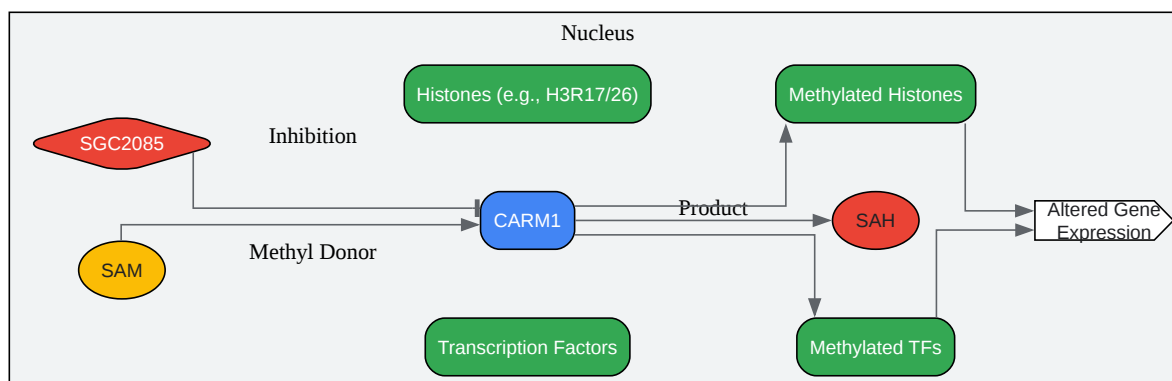 Nucleus
Histones (e.g., H3R17/26)
Methylated Histones
SGC2085
Inhibition
CARM1
Product
SAH
Altered Gene
Expression
Methyl Donor
SAM
Transcription Factors
Methylated TFs